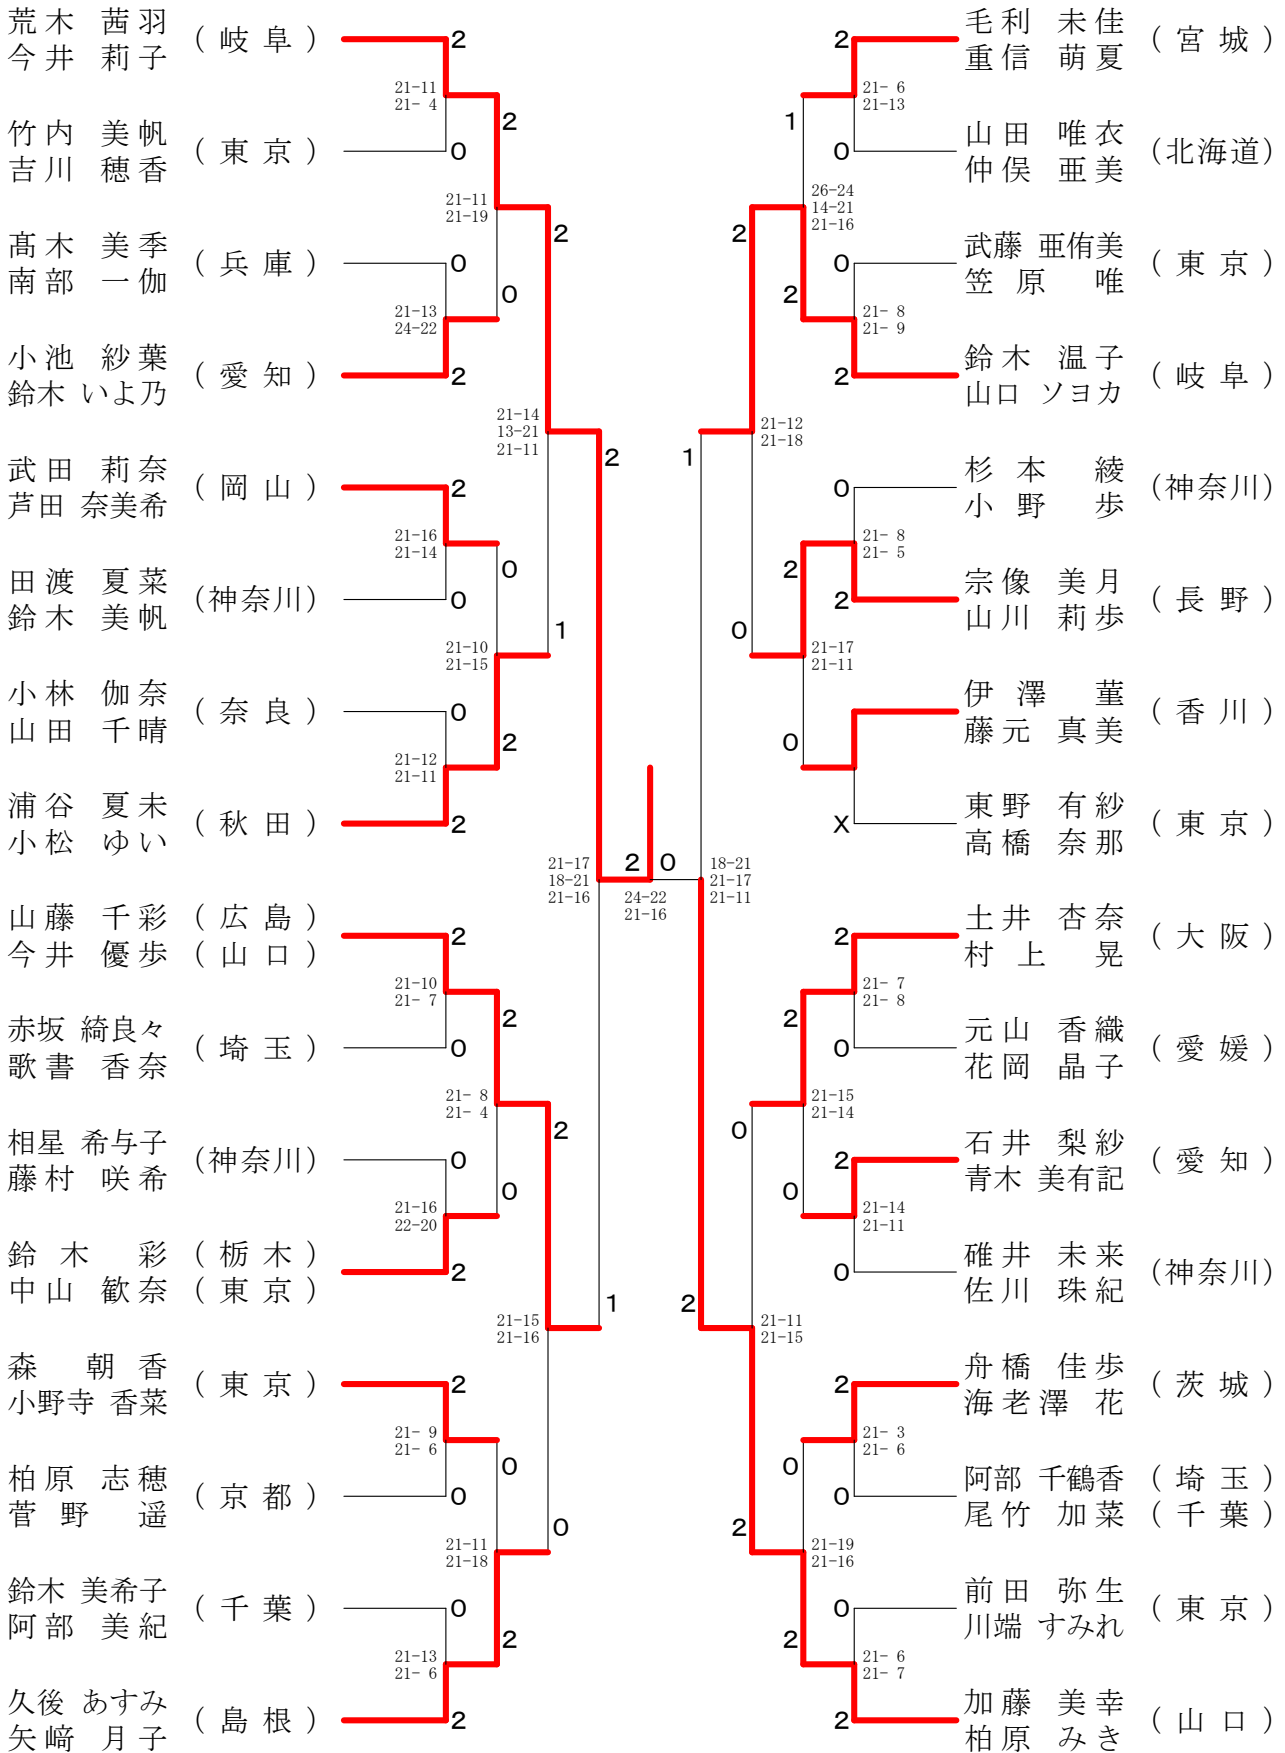 荒木 茜羽
今井 莉子
(岐阜)
2
21-11
21- 4
2
竹内 美帆
吉川 穂香
(東京)
0
21-11
21-19
2
髙木 美季
南部 一伽
(兵庫)
0
0
21-13
24-22
小池 紗葉
鈴木 いよ乃
(愛知)
2
21-14
13-21
21-11
2
武田 莉奈
芦田 奈美希
(岡山)
2
21-16
21-14
0
田渡 夏菜
鈴木 美帆
(神奈川)
0
21-10
21-15
1
小林 伽奈
山田 千晴
(奈良)
0
2
21-12
21-11
浦谷 夏未
小松 ゆい
(秋田)
2
21-17
18-21
21-16
2 0
24-22
21-16
山藤 千彩 (広島)
今井 優歩 (山口)
2
21-10
21- 7
2
赤坂 綺良々
歌書 香奈
(埼玉)
0
21- 8
21- 4
2
相星 希与子
藤村 咲希
(神奈川)
0
0
21-16
22-20
鈴木 彩 (栃木)
中山 歓奈 (東京)
2
21-15
21-16
1
森 朝香
小野寺 香菜
(東京)
2
21- 9
21- 6
0
柏原 志穂
菅野 遥
(京都)
0
21-11
21-18
0
鈴木 美希子
阿部 美紀
(千葉)
0
2
21-13
21- 6
久後 あすみ
矢﨑 月子
(島根)
2
2
毛利 未佳
重信 萌夏
(宮城)
21- 6
21-13
1
0
山田 唯衣
仲俣 亜美
(北海道)
26-24
14-21
21-16
2
0
武藤 亜侑美
笠原 唯
(東京)
2
21- 8
21- 9
2
鈴木 温子
山口 ソヨカ
(岐阜)
21-12
21-18
1
0
杉本 綾
小野 歩
(神奈川)
21- 8
21- 5
2
2
宗像 美月
山川 莉歩
(長野)
0
21-17
21-11
伊澤 菫
藤元 真美
(香川)
0
X
東野 有紗
高橋 奈那
(東京)
18-21
21-17
21-11
2
土井 杏奈
村上 晃
(大阪)
21- 7
21- 8
2
0
元山 香織
花岡 晶子
(愛媛)
21-15
21-14
0
2
石井 梨紗
青木 美有記
(愛知)
0
21-14
21-11
0
碓井 未来
佐川 珠紀
(神奈川)
2
21-11
21-15
2
舟橋 佳歩
海老澤 花
(茨城)
21- 3
21- 6
0
0
阿部 千鶴香 (埼玉)
尾竹 加菜 (千葉)
2
21-19
21-16
0
前田 弥生
川端 すみれ
(東京)
2
21- 6
21- 7
2
加藤 美幸
柏原 みき
(山口)